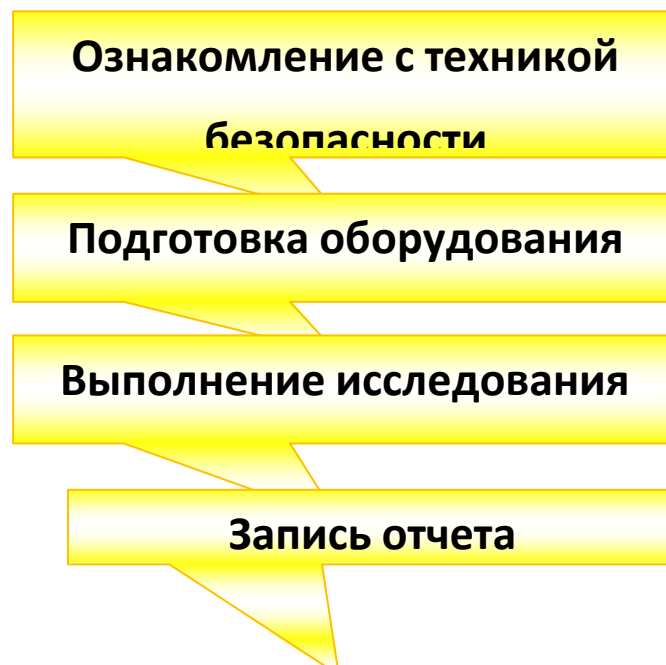 Ознакомление с техникой
безопасности
Подготовка оборудования
Выполнение исследования
Запись отчета